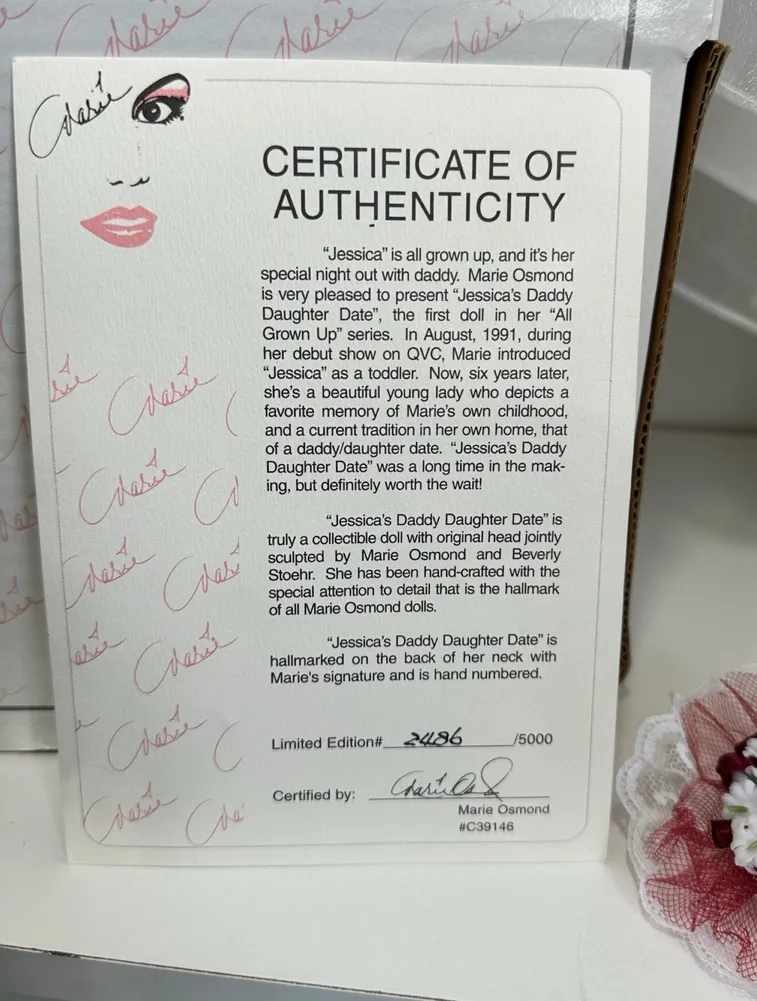 Marie
CERTIFICATE OF
AUTHENTICITY
“Jessica” is all grown up, and it's her
special night out with daddy. Marie Osmond
is very pleased to present “Jessica's Daddy
Daughter Date”, the first doll in her “All
Grown Up” series. In August, 1991, during
her debut show on QVC, Marie introduced
“Jessica” as a toddler. Now, six years later,
she's a beautiful young lady who depicts a
favorite memory of Marie's own childhood,
and a current tradition in her own home, that
of a daddy/daughter date. “Jessica's Daddy
Daughter Date” was a long time in the mak-
ing, but definitely worth the wait!
“Jessica's Daddy Daughter Date” is
truly a collectible doll with original head jointly
sculpted by Marie Osmond and Beverly
Stoehr. She has been hand-crafted with the
special attention to detail that is the hallmark
of all Marie Osmond dolls.
“Jessica's Daddy Daughter Date” is
hallmarked on the back of her neck with
Marie's signature and is hand numbered.
Limited Edition# 2486 /5000
Certified by: Marie Os
Marie Osmond
#C39146